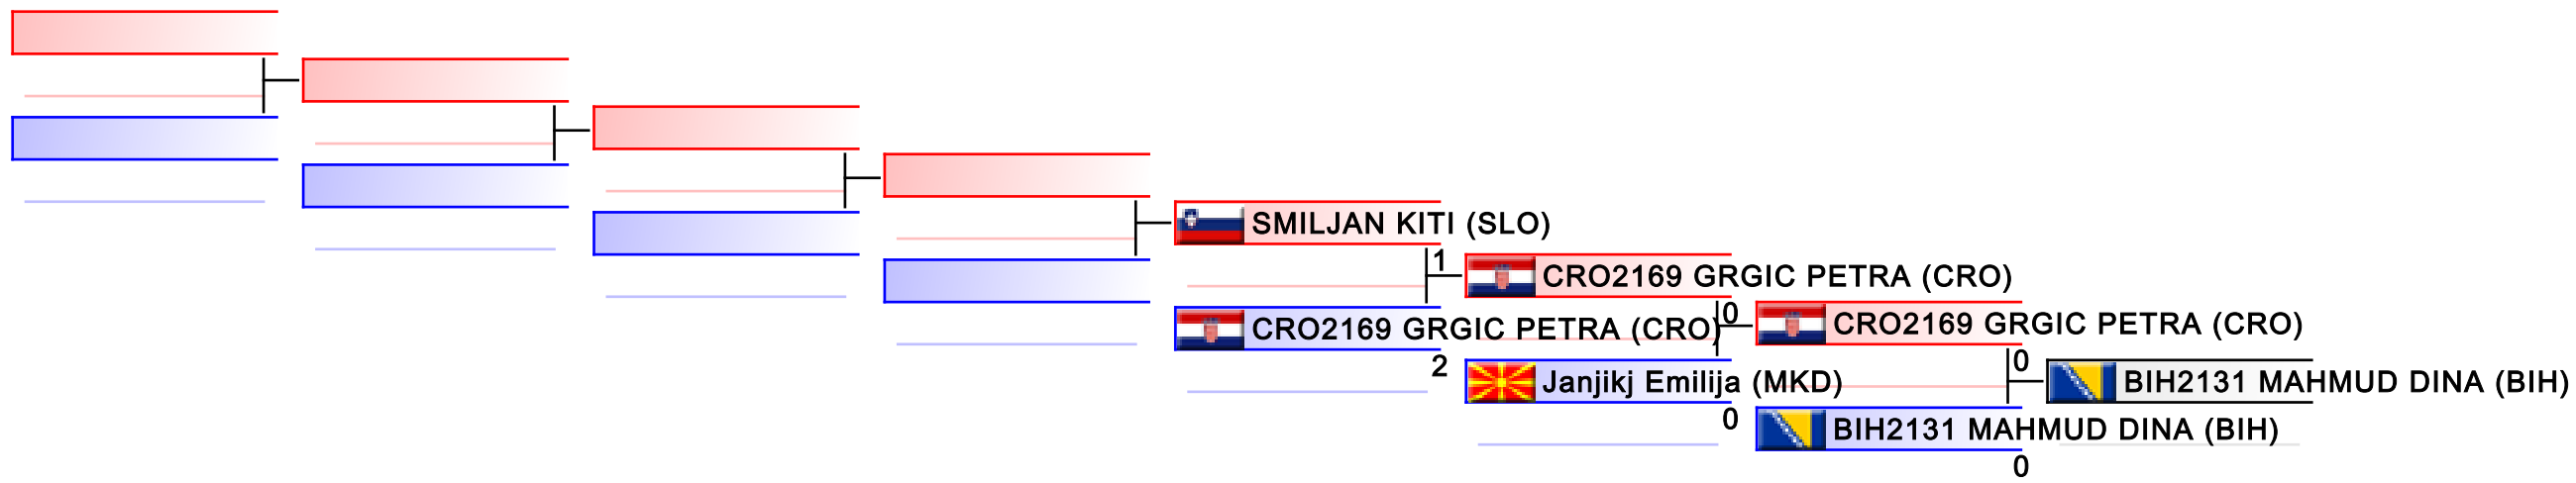 SMILJAN KITI (SLO)
1
CRO2169 GRGIC PETRA (CRO)
CRO2169 GRGIC PETRA (CRO)
0
CRO2169 GRGIC PETRA (CRO)
2
Janjikj Emilija (MKD)
0
0
BIH2131 MAHMUD DINA (BIH)
BIH2131 MAHMUD DINA (BIH)
0